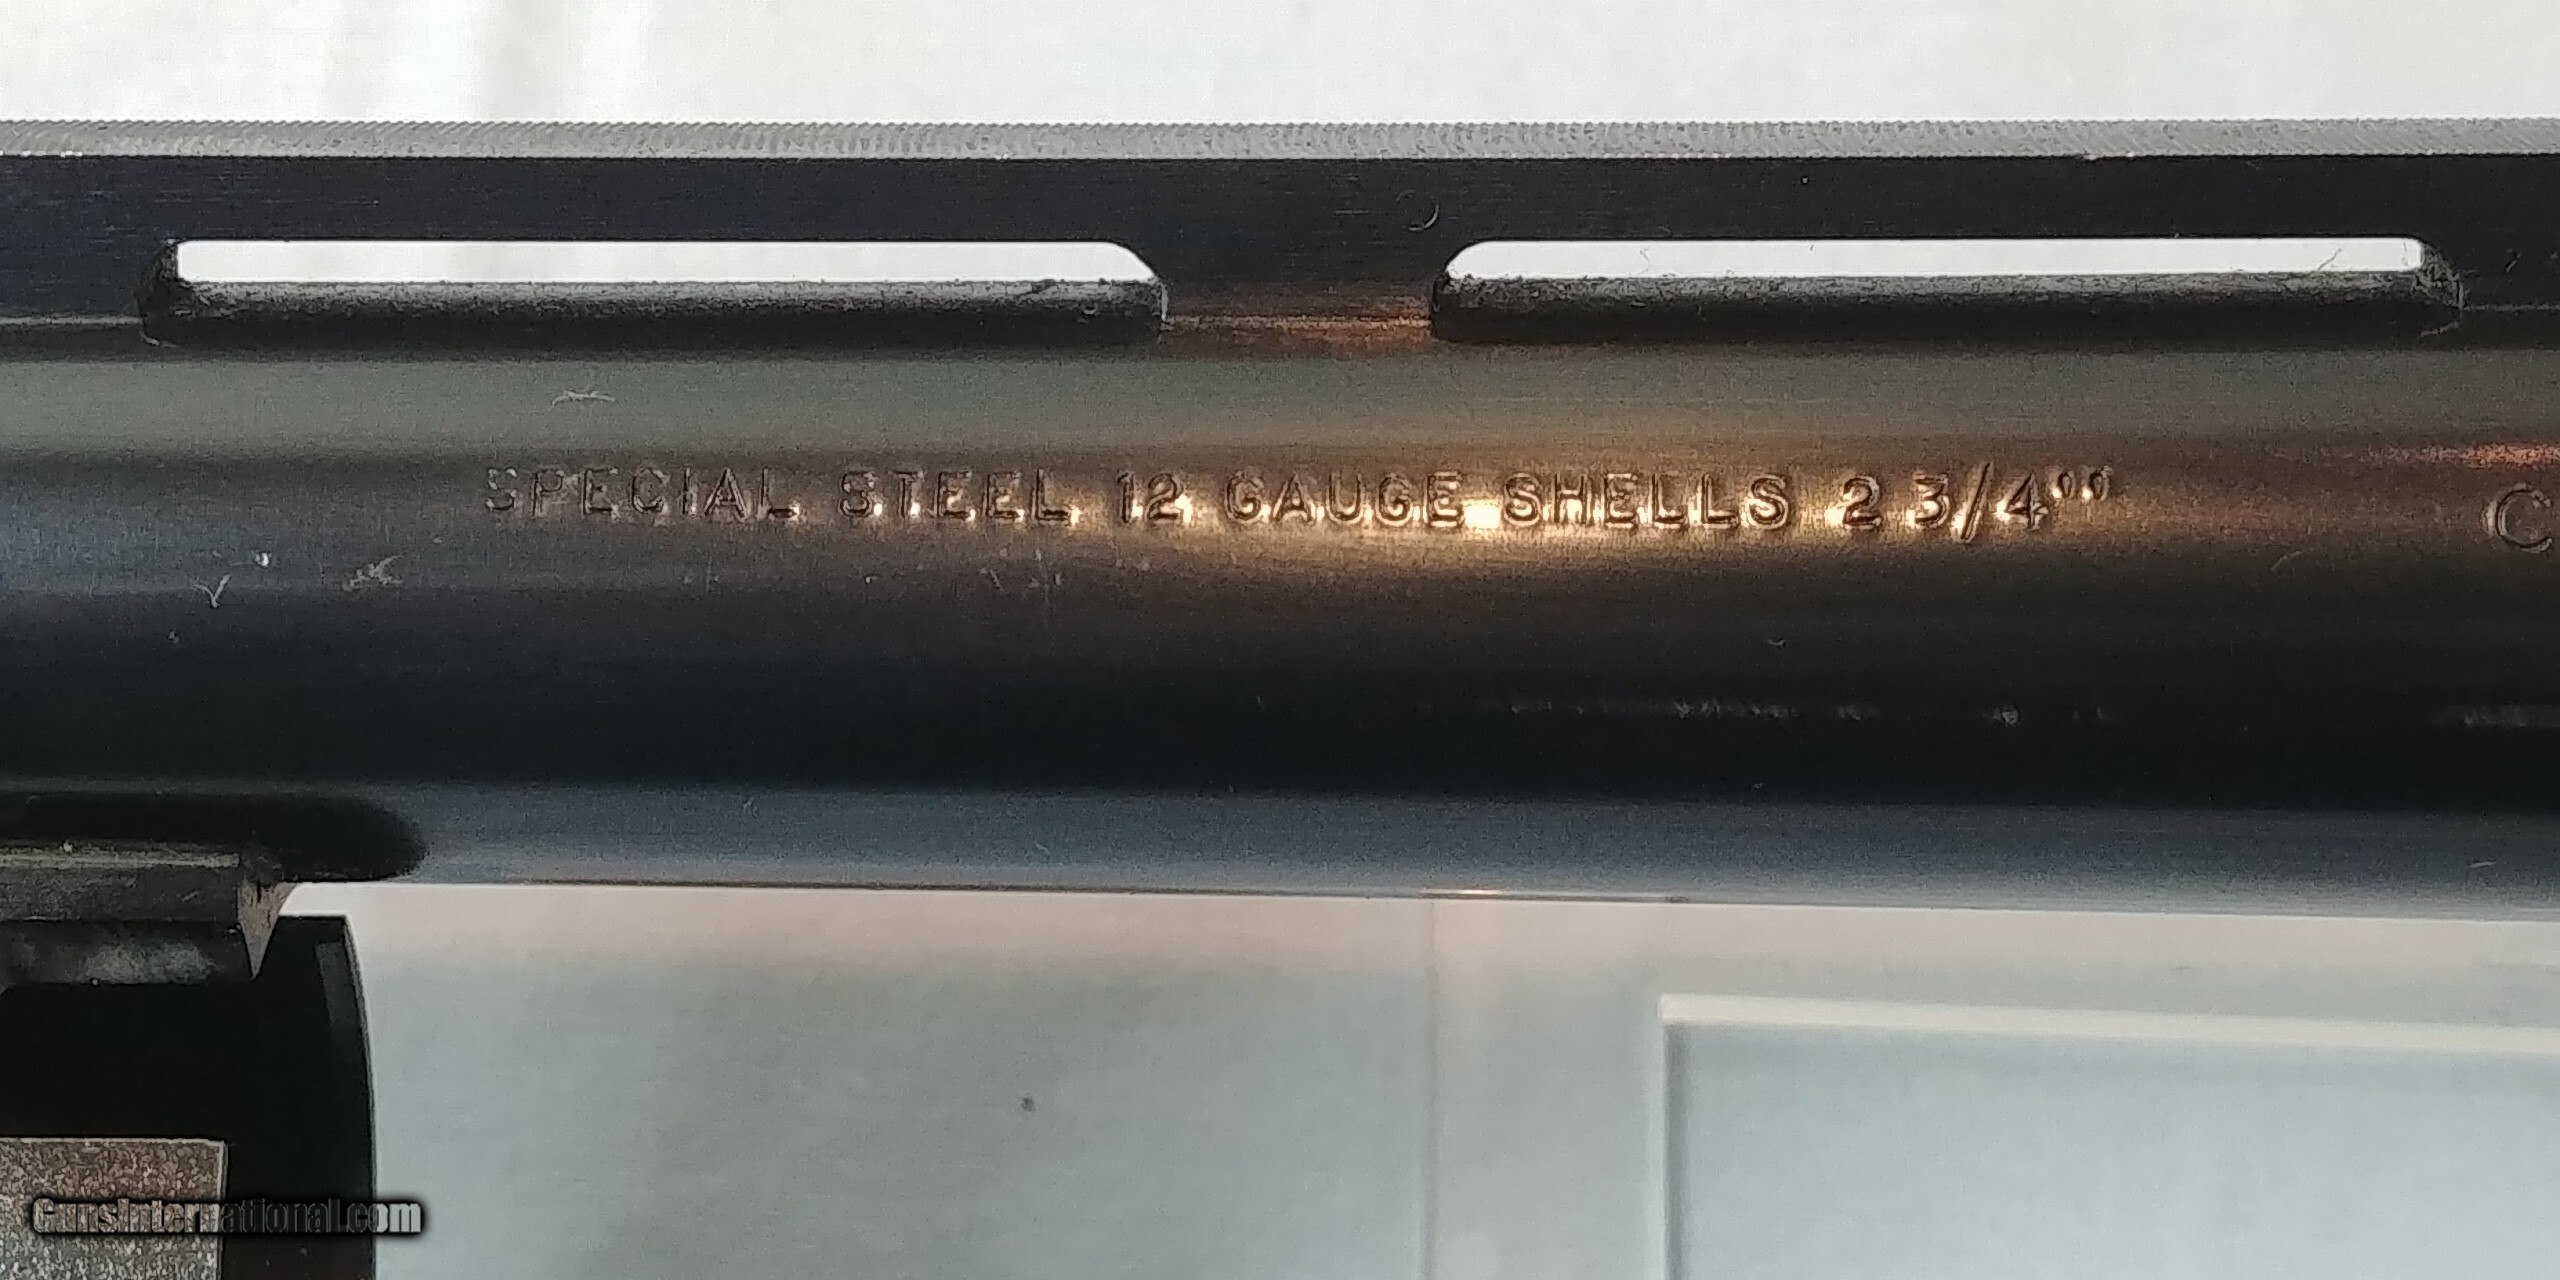 SPECIAL STEEL 12 GAUGE SHELLS 2 3/4" C
GunsInternational.com